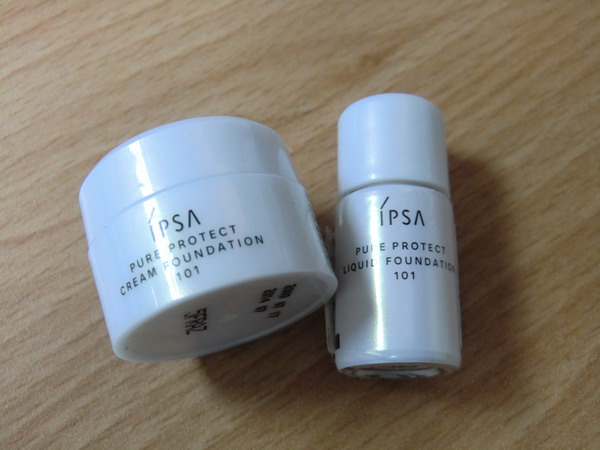 IPSA
PURE PROTECT
CREAM FOUNDATION
101
IPSA
PURE PROTECT
LIQUID FOUNDATION
101